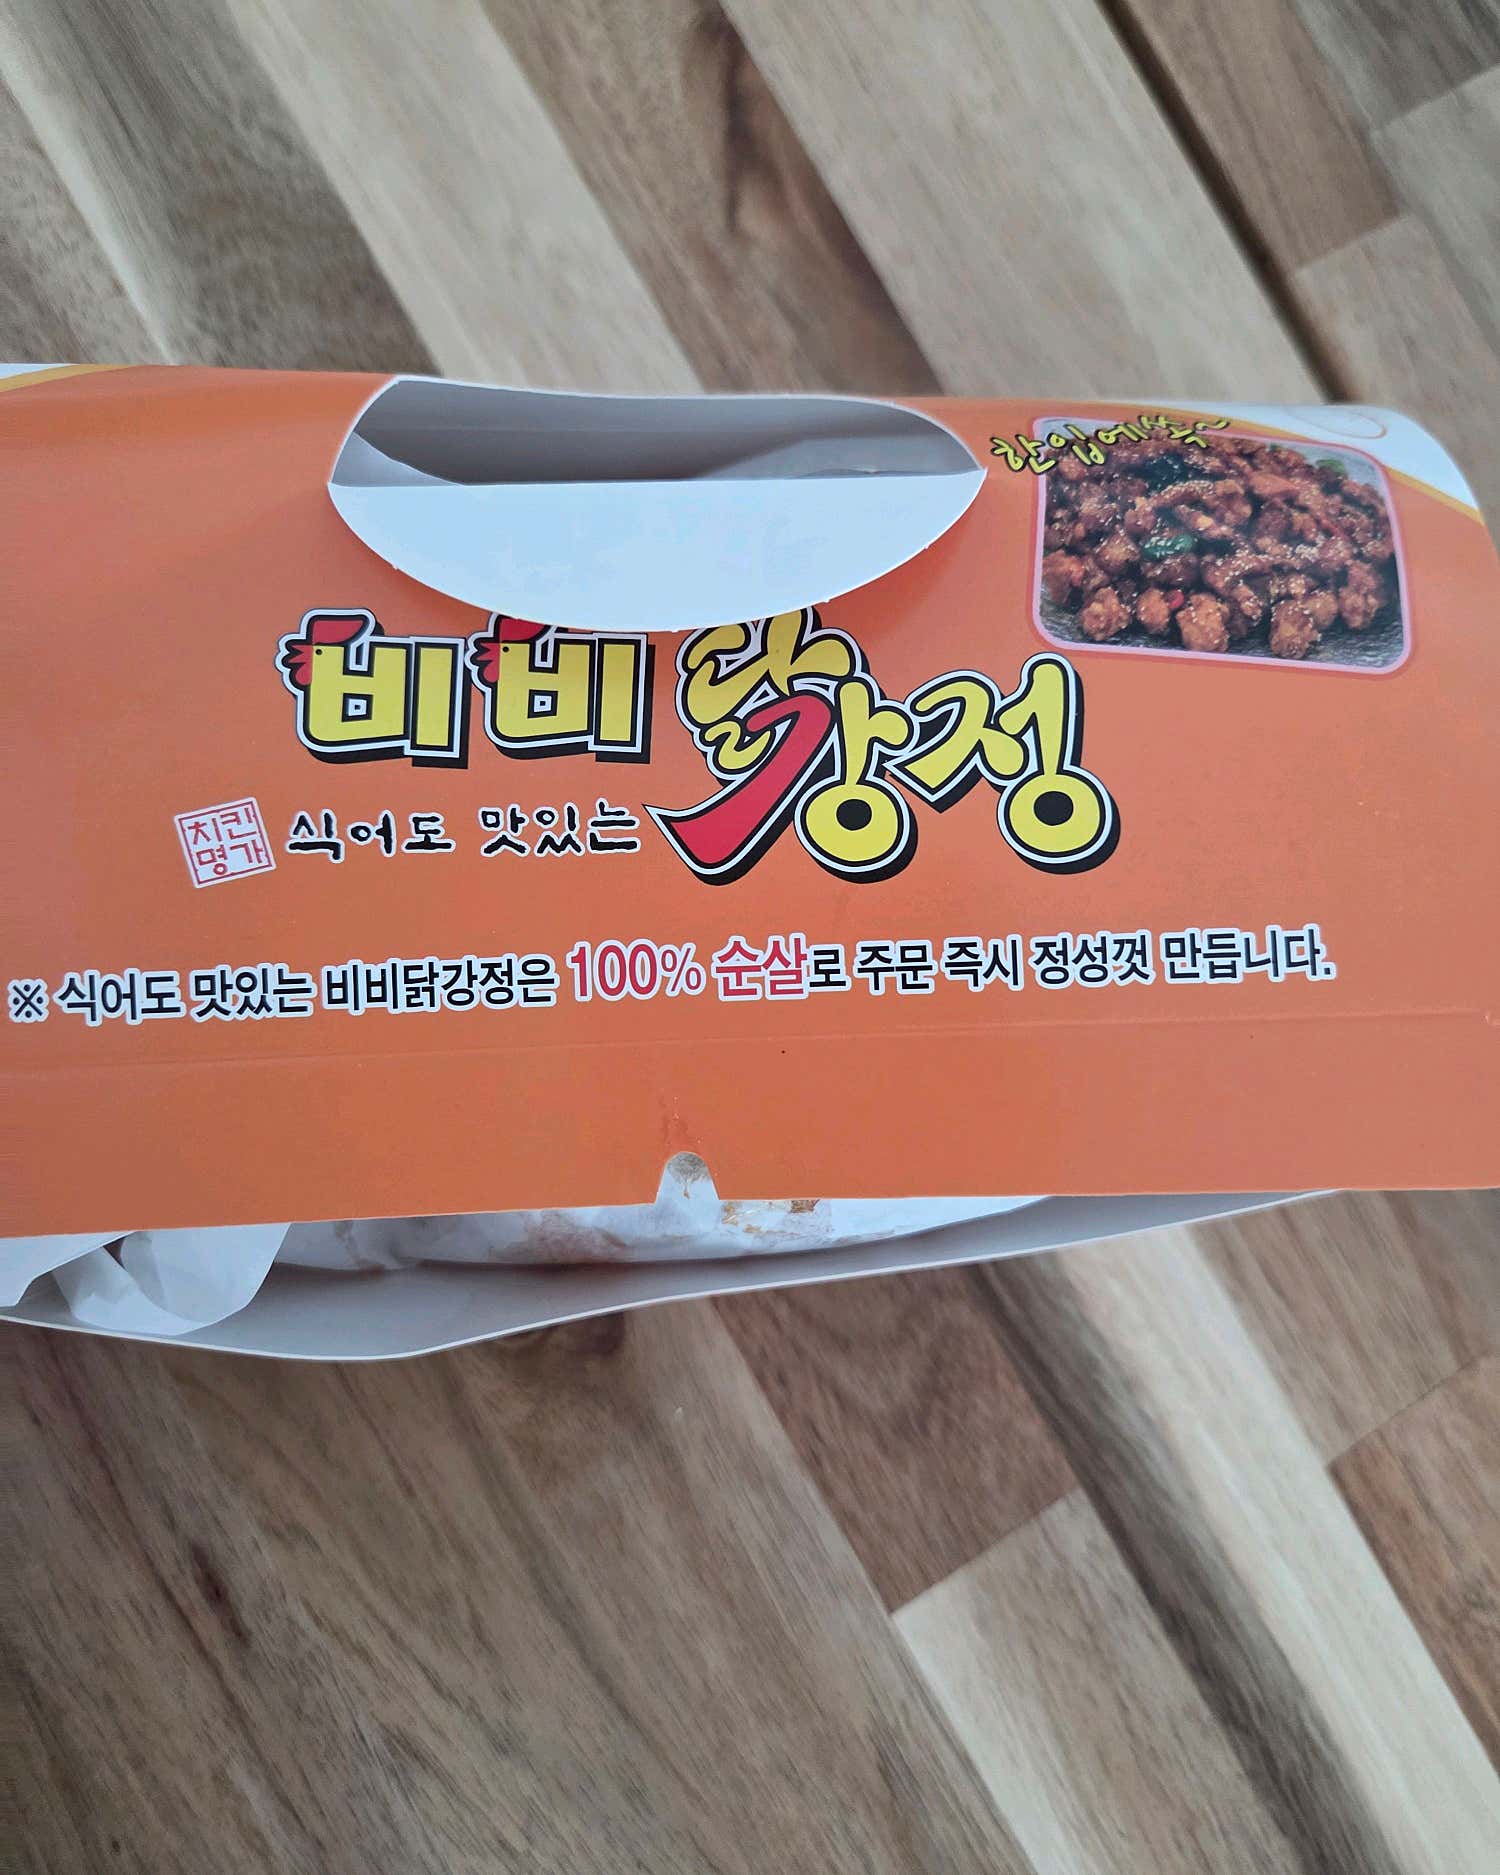 한입에쏙~
비비닭강정
치킨
명가
식어도 맛있는
※ 식어도 맛있는 비비닭강정은 100% 순살로 주문 즉시 정성껏 만듭니다.